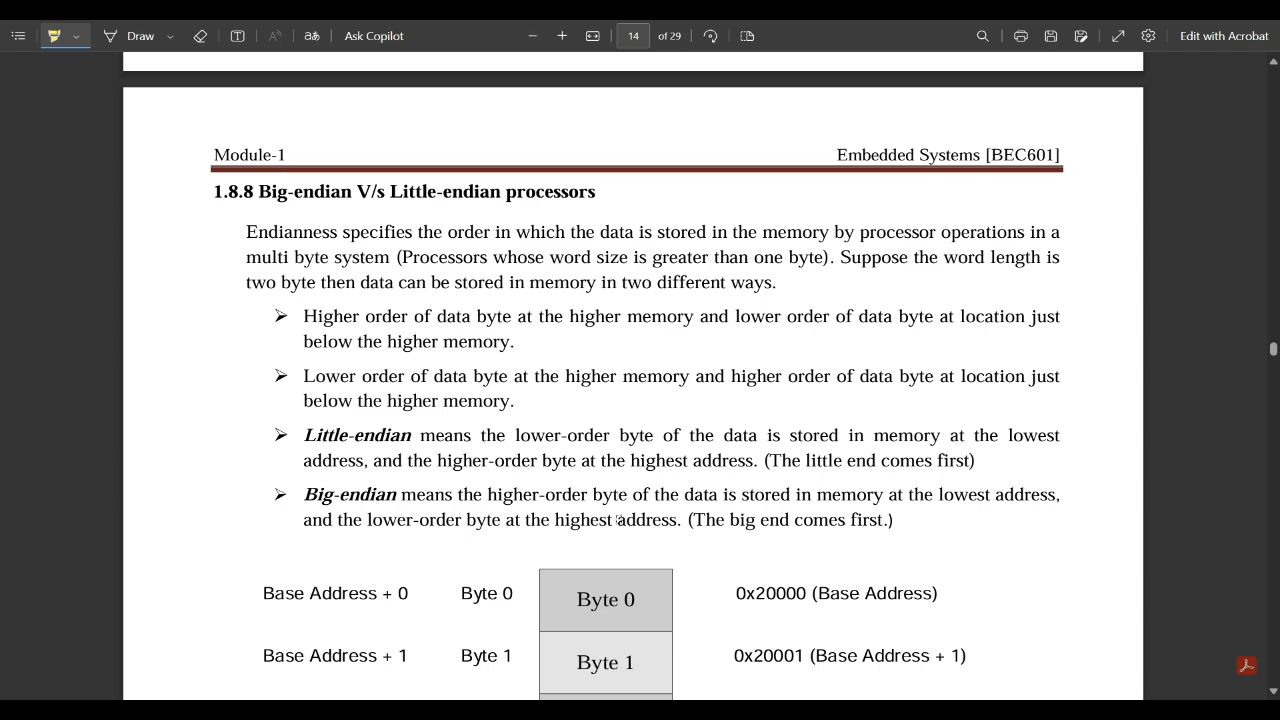 Draw
Ask Copilot
14 of 29
Edit with Acrobat
Module-1 Embedded Systems [BEC601]
1.8.8 Big-endian V/s Little-endian processors
Endianness specifies the order in which the data is stored in the memory by processor operations in a
multi byte system (Processors whose word size is greater than one byte). Suppose the word length is
two byte then data can be stored in memory in two different ways.
➢ Higher order of data byte at the higher memory and lower order of data byte at location just
below the higher memory.
➢ Lower order of data byte at the higher memory and higher order of data byte at location just
below the higher memory.
➢ Little-endian means the lower-order byte of the data is stored in memory at the lowest
address, and the higher-order byte at the highest address. (The little end comes first)
➢ Big-endian means the higher-order byte of the data is stored in memory at the lowest address,
and the lower-order byte at the highest address. (The big end comes first.)
Base Address + 0 Byte 0 Byte 0 0x20000 (Base Address)
Base Address + 1 Byte 1 Byte 1 0x20001 (Base Address + 1)